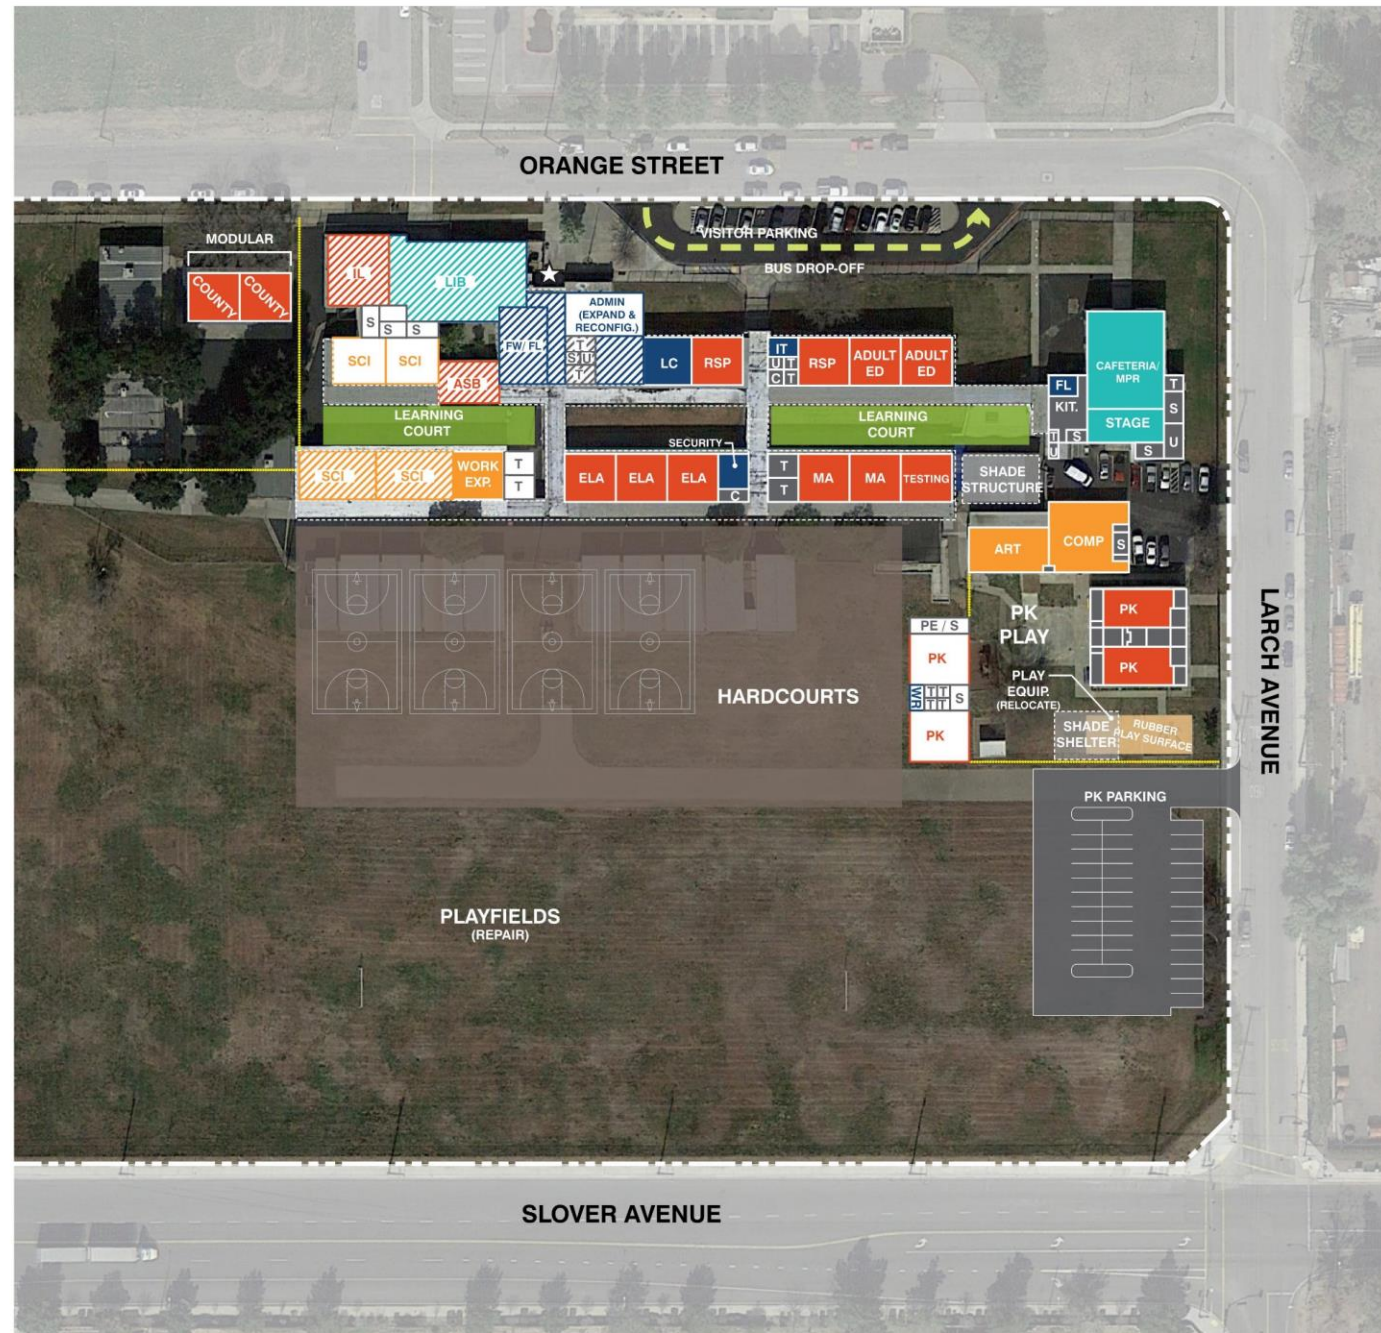 ORANGE STREET
MODULAR
COUNTY
COUNTY
IL
LIB
VISITOR PARKING
BUS DROP-OFF
ADMIN
(EXPAND &
RECONFIG.)
S
S
S
SCI
SCI
FW/ FL
T
S
U
T
LC
RSP
IT
U
T
C
T
RSP
ADULT
ED
ADULT
ED
CAFETERIA/
MPR
ASB
FL
KIT.
T
S
U
STAGE
LEARNING
COURT
LEARNING
COURT
T
U
S
S
SECURITY
SCI
SCI
WORK
EXP.
T
T
ELA
ELA
ELA
C
T
T
MA
MA
TESTING
SHADE
STRUCTURE
ART
COMP
S
PK
PLAY
PK
PK
PE / S
PK
WR
T
T
T
T
S
PK
HARDCOURTS
PLAY
EQUIP.
(RELOCATE)
SHADE
SHELTER
RUBBER
PLAY SURFACE
LARCH AVENUE
PK PARKING
PLAYFIELDS
(REPAIR)
SLOVER AVENUE